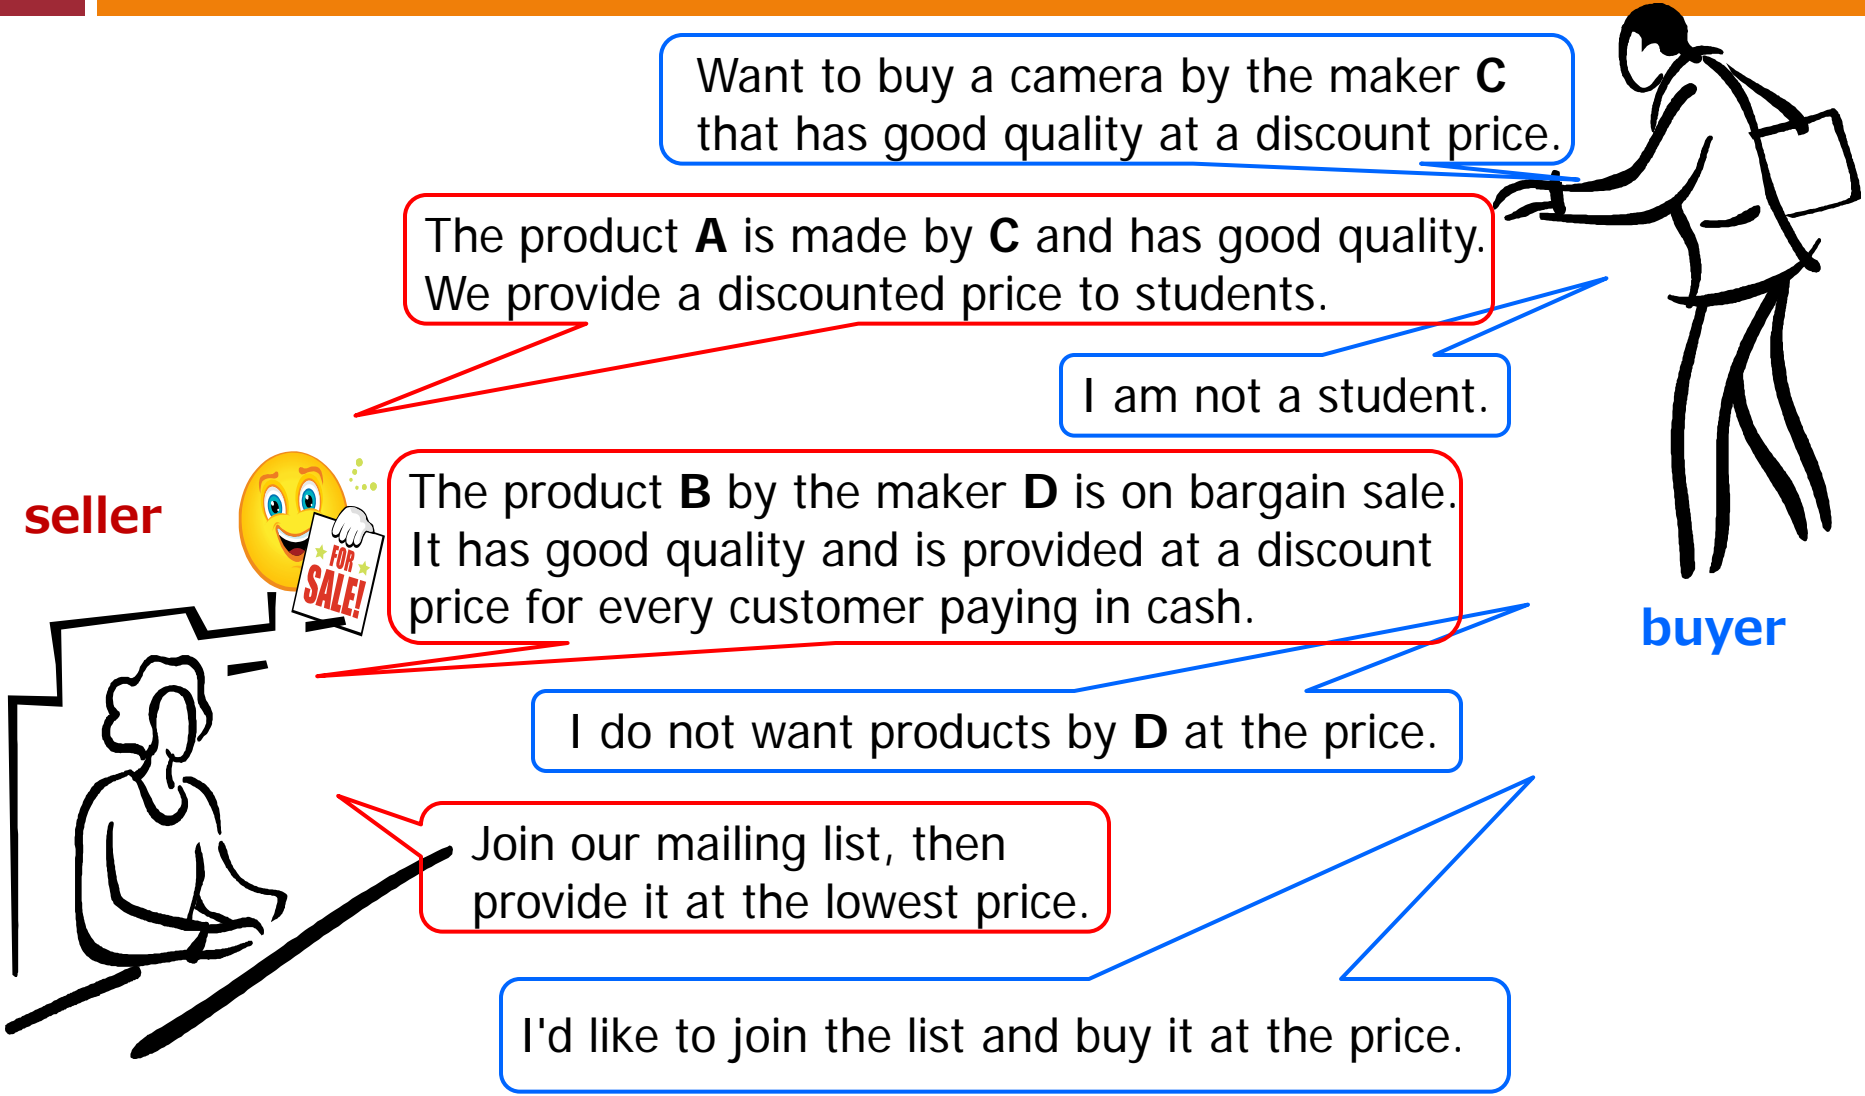 Want to buy a camera by the maker C
that has good quality at a discount price.
The product A is made by C and has good quality.
We provide a discounted price to students.
I am not a student.
seller
FOR
SALE!
The product B by the maker D is on bargain sale.
It has good quality and is provided at a discount
price for every customer paying in cash.
buyer
I do not want products by D at the price.
Join our mailing list, then
provide it at the lowest price.
I'd like to join the list and buy it at the price.